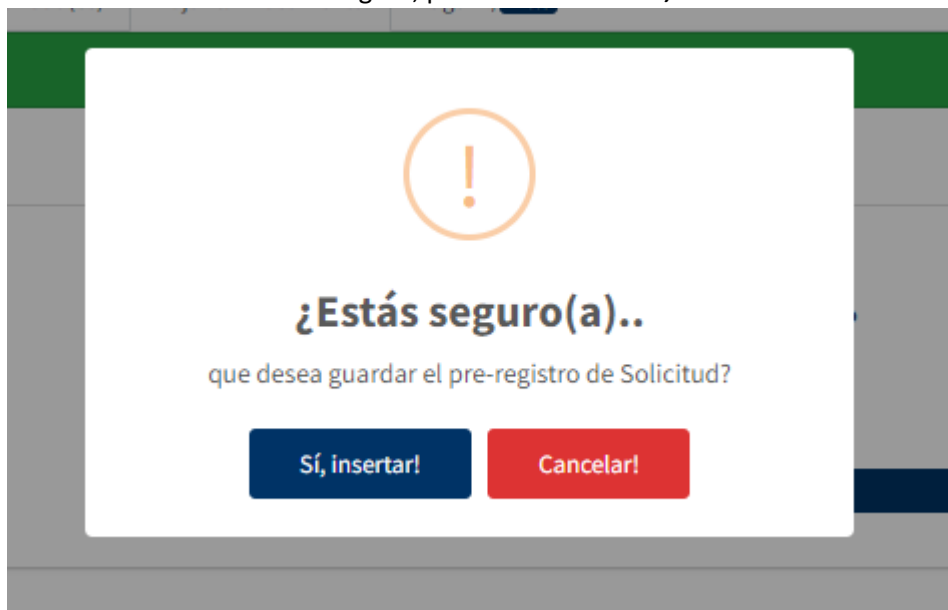 ¿Estás seguro(a)..
que desea guardar el pre-registro de Solicitud?
Sí, insertar!
Cancelar!